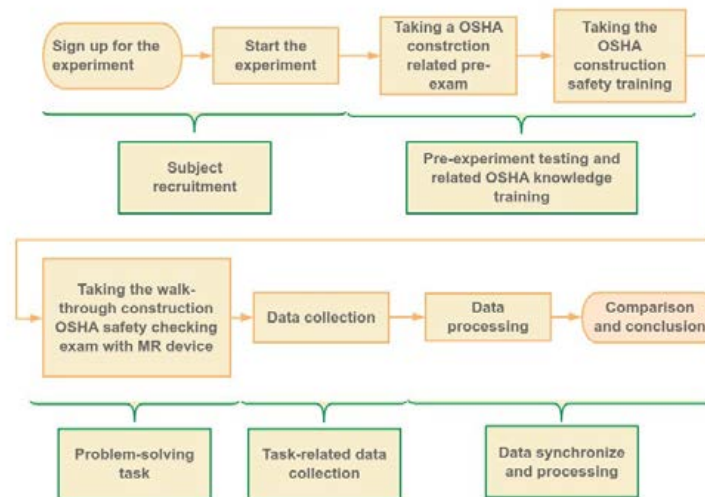 Sign up for the
experiment
Start the
experiment
Taking a OSHA
constrction
related pre-
exam
Taking the
OSHA
construction
safety training
Subject
recruitment
Pre-experiment testing and
related OSHA knowledge
training
Taking the walk-
through construction
OSHA safety checking
exam with MR device
Data collection
Data
processing
Comparison
and conclusion
Problem-solving
task
Task-related data
collection
Data synchronize
and processing